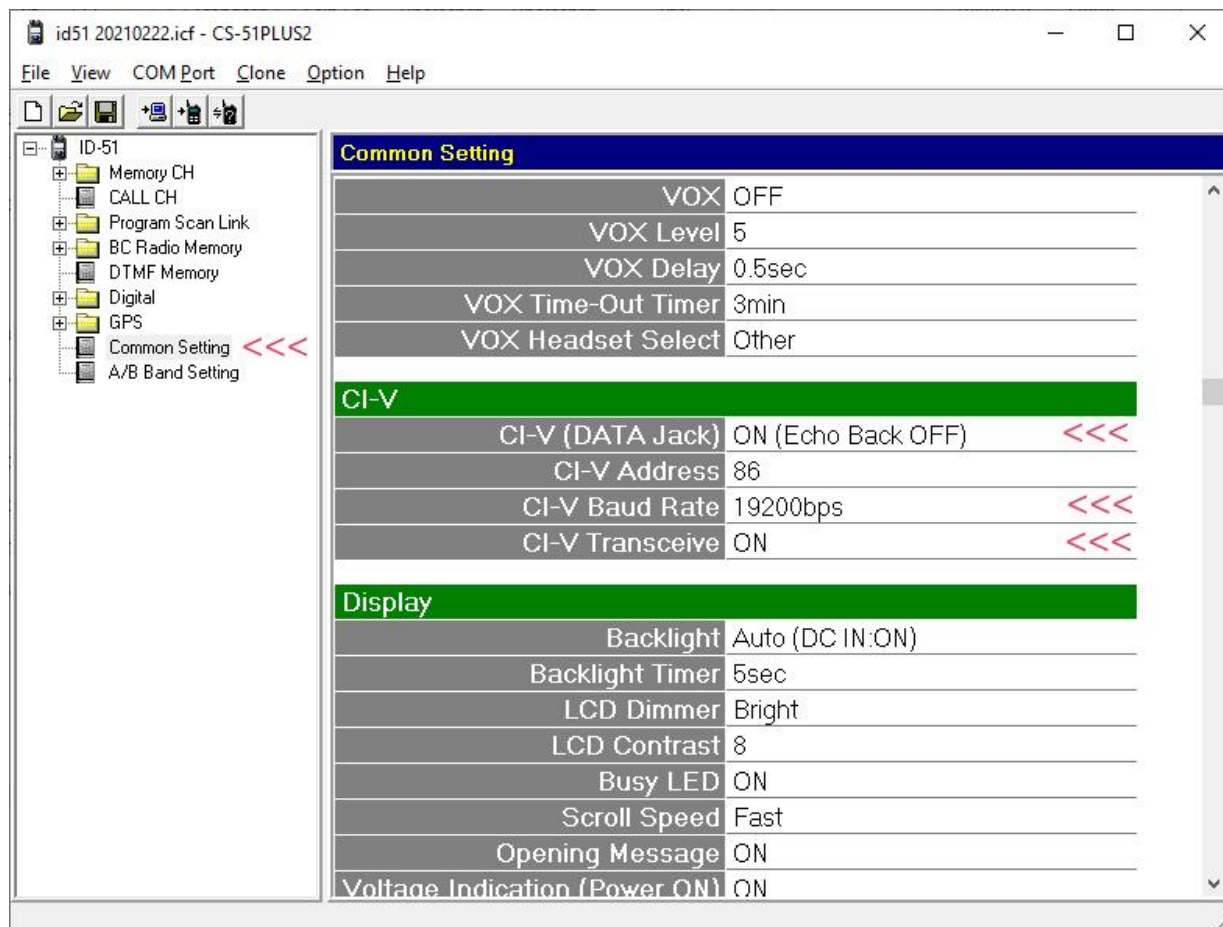 id51 20210222.icf - CS-51PLUS2
File View COM Port Clone Option Help
ID-51
Memory CH
CALL CH
Program Scan Link
BC Radio Memory
DTMF Memory
Digital
GPS
Common Setting <<<
A/B Band Setting
Common Setting
VOX OFF
VOX Level 5
VOX Delay 0.5sec
VOX Time-Out Timer 3min
VOX Headset Select Other
CI-V
CI-V (DATA Jack) ON (Echo Back OFF) <<<
CI-V Address 86
CI-V Baud Rate 19200bps <<<
CI-V Transceive ON <<<
Display
Backlight Auto (DC IN:ON)
Backlight Timer 5sec
LCD Dimmer Bright
LCD Contrast 8
Busy LED ON
Scroll Speed Fast
Opening Message ON
Voltage Indication (Power ON) ON